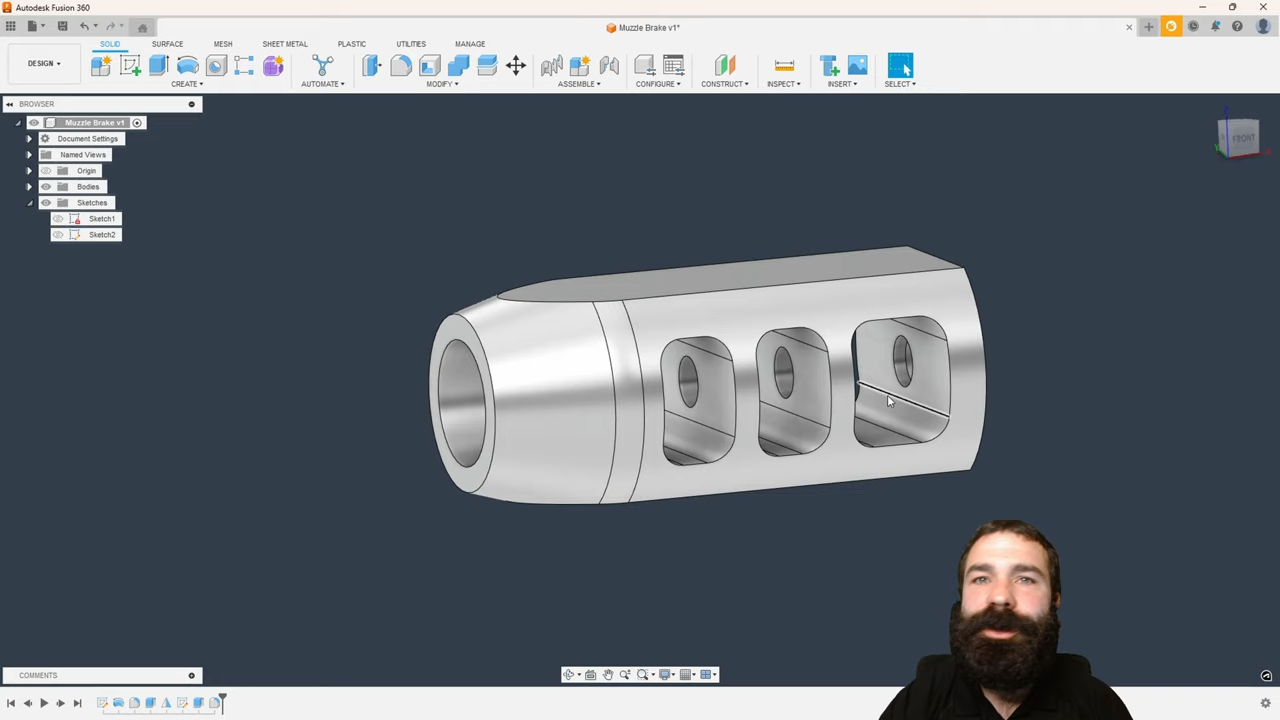 Autodesk Fusion 360
Muzzle Brake v1*
DESIGN
SOLID
SURFACE
MESH
SHEET METAL
PLASTIC
UTILITIES
MANAGE
CREATE
AUTOMATE
MODIFY
ASSEMBLE
CONFIGURE
CONSTRUCT
INSPECT
INSERT
SELECT
BROWSER
Muzzle Brake v1
Document Settings
Named Views
Origin
Bodies
Sketches
Sketch1
Sketch2
FRONT
COMMENTS